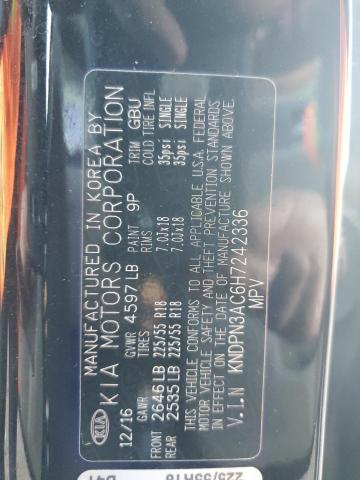 MANUFACTURED IN KOREA BY
KIA MOTORS CORPORATION
KIA
12/16 GVWR 4597 LB PAINT 9P TRIM GBU
GAWR RIMS COLD TIRE INFL
FRONT 2646 LB 225/55 R18 7.0Jx18 35psi SINGLE
REAR 2535 LB 225/55 R18 7.0Jx18 35psi SINGLE
THIS VEHICLE CONFORMS TO ALL APPLICABLE U.S.A. FEDERAL
MOTOR VEHICLE SAFETY AND THEFT PREVENTION STANDARDS
IN EFFECT ON THE DATE OF MANUFACTURE SHOWN ABOVE.
V.I.N KNDPN3AC6H7242336
MPV
225/55R18